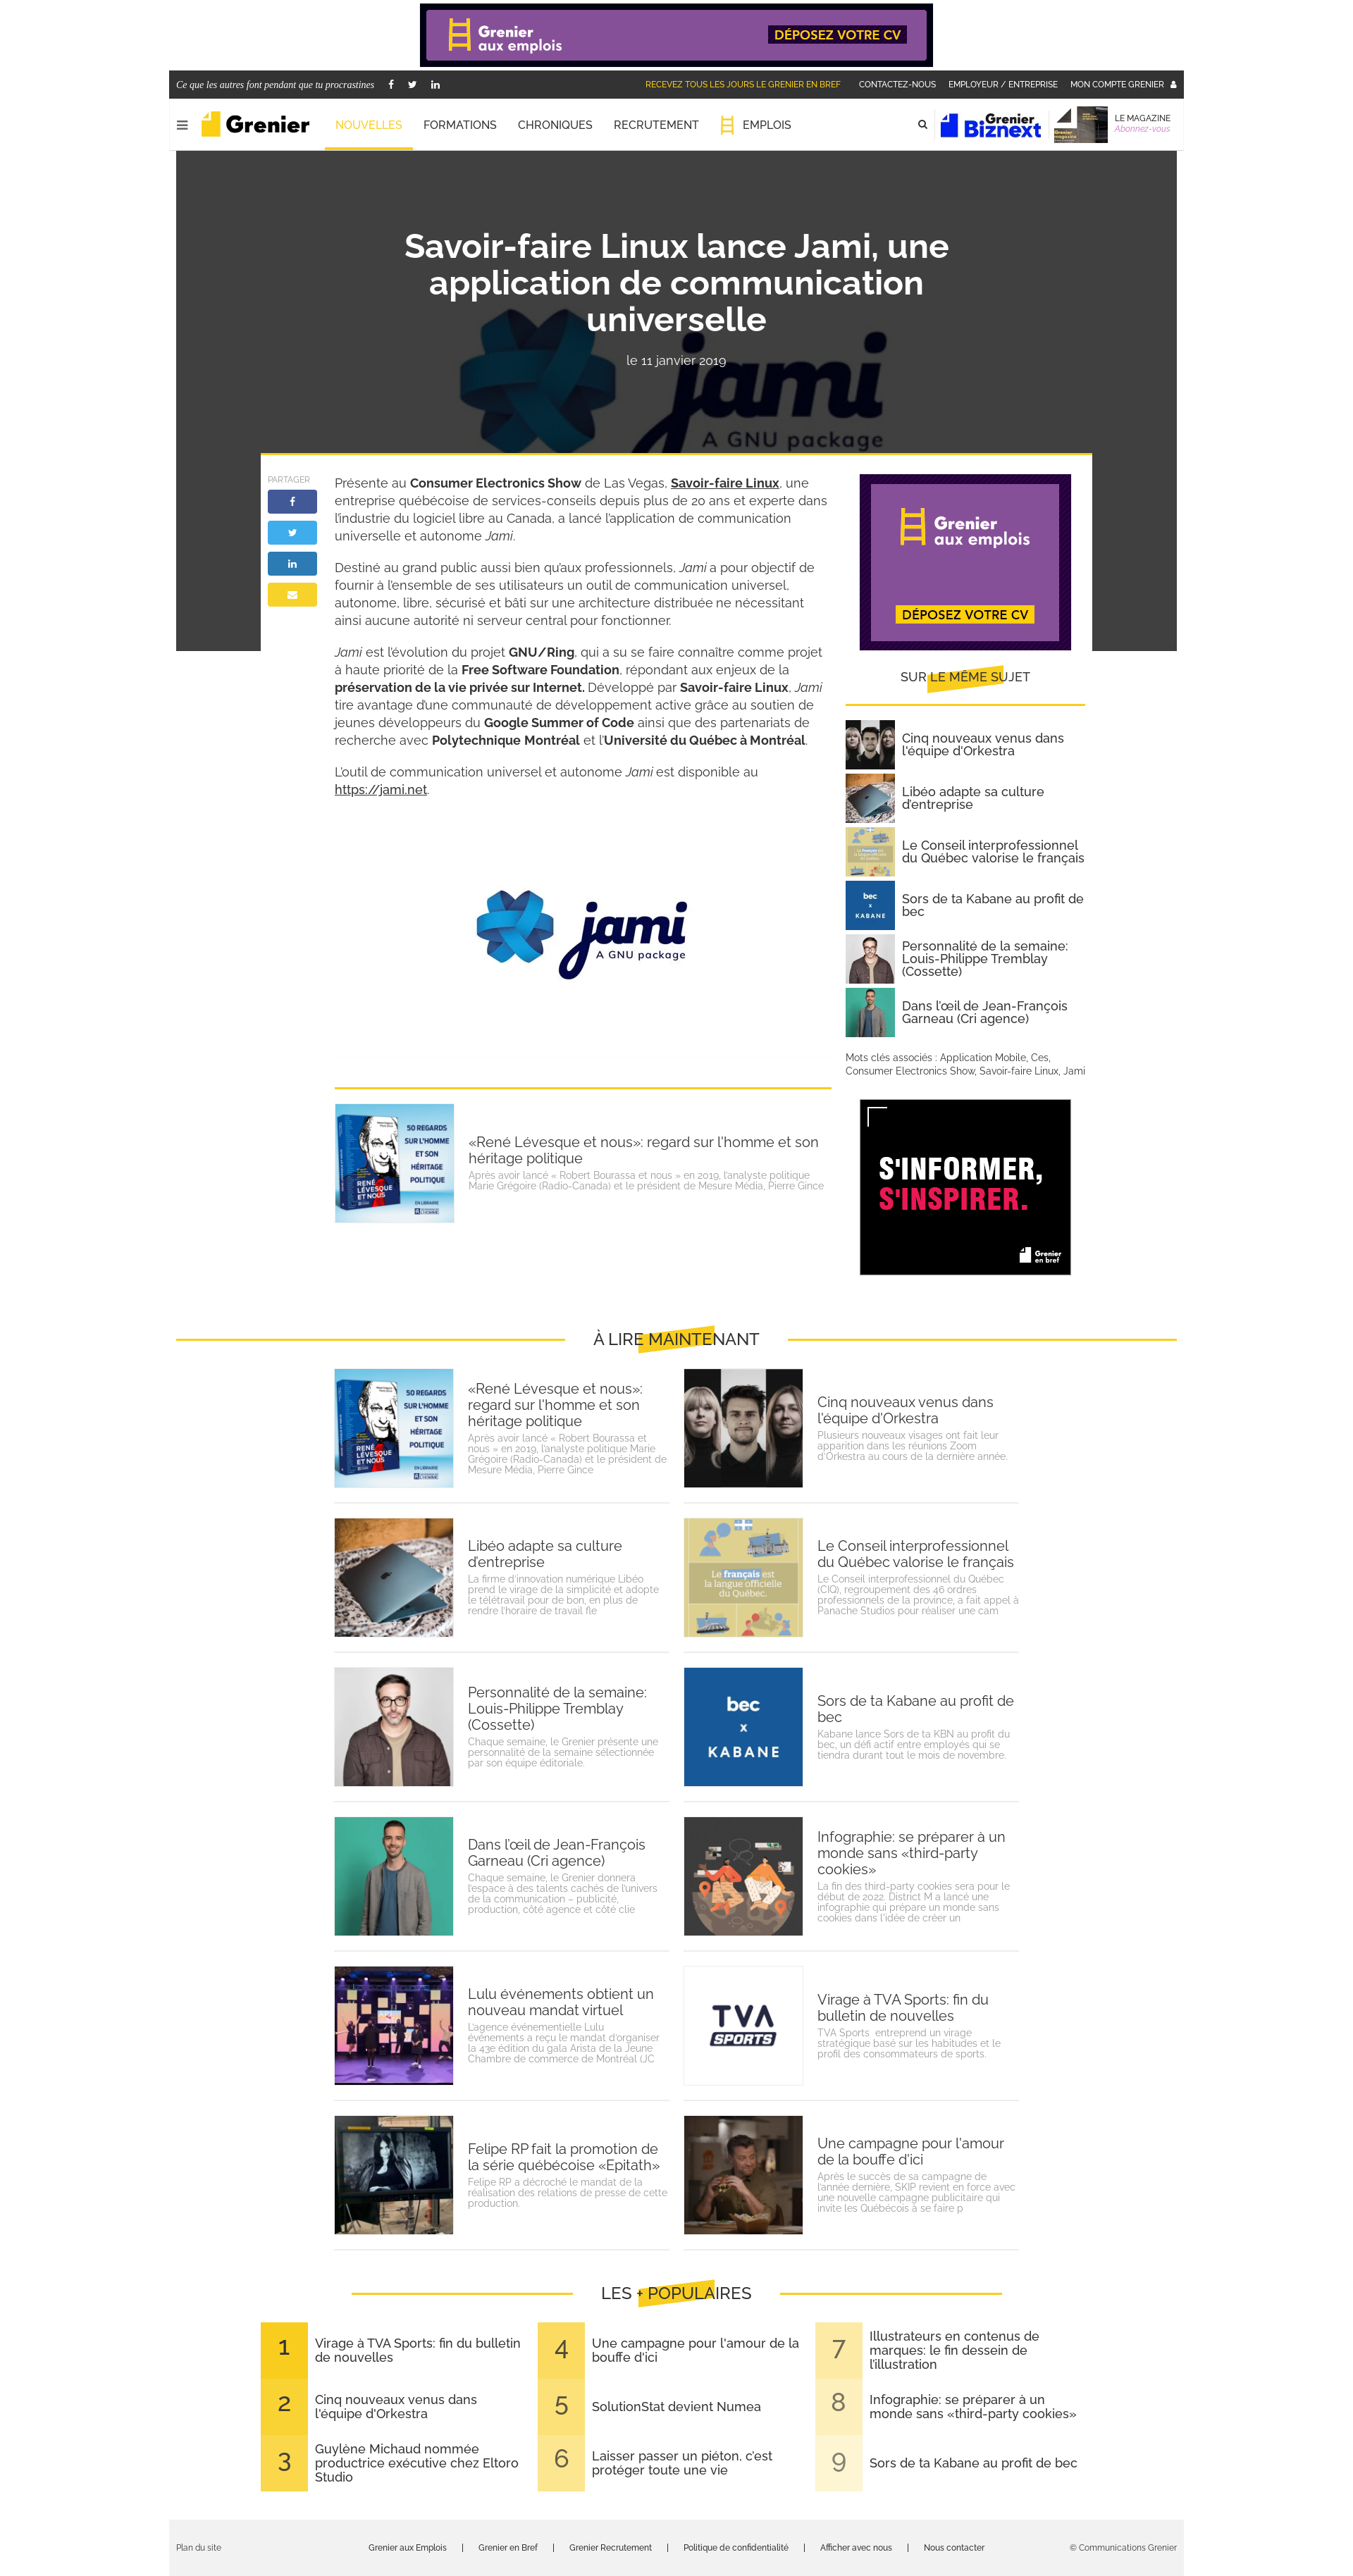 Grenier
aux emplois
DÉPOSEZ VOTRE CV
Ce que les autres font pendant que tu procrastines
RECEVEZ TOUS LES JOURS LE GRENIER EN BREF
CONTACTEZ-NOUS
EMPLOYEUR / ENTREPRISE
MON COMPTE GRENIER
Grenier
NOUVELLES
FORMATIONS
CHRONIQUES
RECRUTEMENT
EMPLOIS
Grenier
Biznext
LE MAGAZINE
Abonnez-vous
Savoir-faire Linux lance Jami, une
application de communication
universelle
le 11 janvier 2019
jami
A GNU package
PARTAGER
Présente au Consumer Electronics Show de Las Vegas, Savoir-faire Linux, une
entreprise québécoise de services-conseils depuis plus de 20 ans et experte dans
l’industrie du logiciel libre au Canada, a lancé l’application de communication
universelle et autonome Jami.
Destiné au grand public aussi bien qu’aux professionnels, Jami a pour objectif de
fournir à l’ensemble de ses utilisateurs un outil de communication universel,
autonome, libre, sécurisé et bâti sur une architecture distribuée ne nécessitant
ainsi aucune autorité ni serveur central pour fonctionner.
Jami est l’évolution du projet GNU/Ring, qui a su se faire connaître comme projet
à haute priorité de la Free Software Foundation, répondant aux enjeux de la
préservation de la vie privée sur Internet. Développé par Savoir-faire Linux, Jami
tire avantage d’une communauté de développement active grâce au soutien de
jeunes développeurs du Google Summer of Code ainsi que des partenariats de
recherche avec Polytechnique Montréal et l’Université du Québec à Montréal.
L’outil de communication universel et autonome Jami est disponible au
https://jami.net.
jami
A GNU package
Grenier
aux emplois
DÉPOSEZ VOTRE CV
SUR LE MÊME SUJET
Cinq nouveaux venus dans
l'équipe d'Orkestra
Libéo adapte sa culture
d’entreprise
Le Conseil interprofessionnel
du Québec valorise le français
bec
x
KABANE
Sors de ta Kabane au profit de
bec
Personnalité de la semaine:
Louis-Philippe Tremblay
(Cossette)
Dans l’œil de Jean-François
Garneau (Cri agence)
Mots clés associés : Application Mobile, Ces,
Consumer Electronics Show, Savoir-faire Linux, Jami
S'INFORMER,
S'INSPIRER.
Grenier
en bref
50 REGARDS
SUR L'HOMME
ET SON
HÉRITAGE
POLITIQUE
RENÉ
LÉVESQUE
ET NOUS
EN LIBRAIRIE
«René Lévesque et nous»: regard sur l'homme et son
héritage politique
Après avoir lancé « Robert Bourassa et nous » en 2019, l’analyste politique
Marie Grégoire (Radio-Canada) et le président de Mesure Média, Pierre Gince
À LIRE MAINTENANT
50 REGARDS
SUR L'HOMME
ET SON
HÉRITAGE
POLITIQUE
RENÉ
LÉVESQUE
ET NOUS
EN LIBRAIRIE
«René Lévesque et nous»:
regard sur l'homme et son
héritage politique
Après avoir lancé « Robert Bourassa et
nous » en 2019, l’analyste politique Marie
Grégoire (Radio-Canada) et le président de
Mesure Média, Pierre Gince
Cinq nouveaux venus dans
l'équipe d'Orkestra
Plusieurs nouveaux visages ont fait leur
apparition dans les réunions Zoom
d'Orkestra au cours de la dernière année.
Libéo adapte sa culture
d’entreprise
La firme d’innovation numérique Libéo
prend le virage de la simplicité et adopte
le télétravail pour de bon, en plus de
rendre l’horaire de travail fle
Le français est
la langue officielle
du Québec.
Le Conseil interprofessionnel
du Québec valorise le français
Le Conseil interprofessionnel du Québec
(CIQ), regroupement des 46 ordres
professionnels de la province, a fait appel à
Panache Studios pour réaliser une cam
Personnalité de la semaine:
Louis-Philippe Tremblay
(Cossette)
Chaque semaine, le Grenier présente une
personnalité de la semaine sélectionnée
par son équipe éditoriale.
bec
x
KABANE
Sors de ta Kabane au profit de
bec
Kabane lance Sors de ta KBN au profit du
bec, un défi actif entre employés qui se
tiendra durant tout le mois de novembre.
Dans l’œil de Jean-François
Garneau (Cri agence)
Chaque semaine, le Grenier donnera
l’espace à des talents cachés de l’univers
de la communication – publicité,
production, côté agence et côté clie
Infographie: se préparer à un
monde sans «third-party
cookies»
La fin des third-party cookies sera pour le
début de 2022. District M a lancé une
infographie qui prépare un monde sans
cookies dans l'idée de créer un
Lulu événements obtient un
nouveau mandat virtuel
L’agence événementielle Lulu
événements a reçu le mandat d’organiser
la 43e édition du gala Arista de la Jeune
Chambre de commerce de Montréal (JC
TVA
SPORTS
Virage à TVA Sports: fin du
bulletin de nouvelles
TVA Sports entreprend un virage
stratégique basé sur les habitudes et le
profil des consommateurs de sports.
Felipe RP fait la promotion de
la série québécoise «Epitath»
Felipe RP a décroché le mandat de la
réalisation des relations de presse de cette
production.
Une campagne pour l'amour
de la bouffe d'ici
Après le succès de sa campagne de
l’année dernière, SKIP revient en force avec
une nouvelle campagne publicitaire qui
invite les Québécois à se faire p
LES + POPULAIRES
1
Virage à TVA Sports: fin du bulletin
de nouvelles
2
Cinq nouveaux venus dans
l'équipe d'Orkestra
3
Guylène Michaud nommée
productrice exécutive chez Eltoro
Studio
4
Une campagne pour l'amour de la
bouffe d'ici
5
SolutionStat devient Numea
6
Laisser passer un piéton, c’est
protéger toute une vie
7
Illustrateurs en contenus de
marques: le fin dessein de
l’illustration
8
Infographie: se préparer à un
monde sans «third-party cookies»
9
Sors de ta Kabane au profit de bec
Plan du site
Grenier aux Emplois | Grenier en Bref | Grenier Recrutement | Politique de confidentialité | Afficher avec nous | Nous contacter
© Communications Grenier